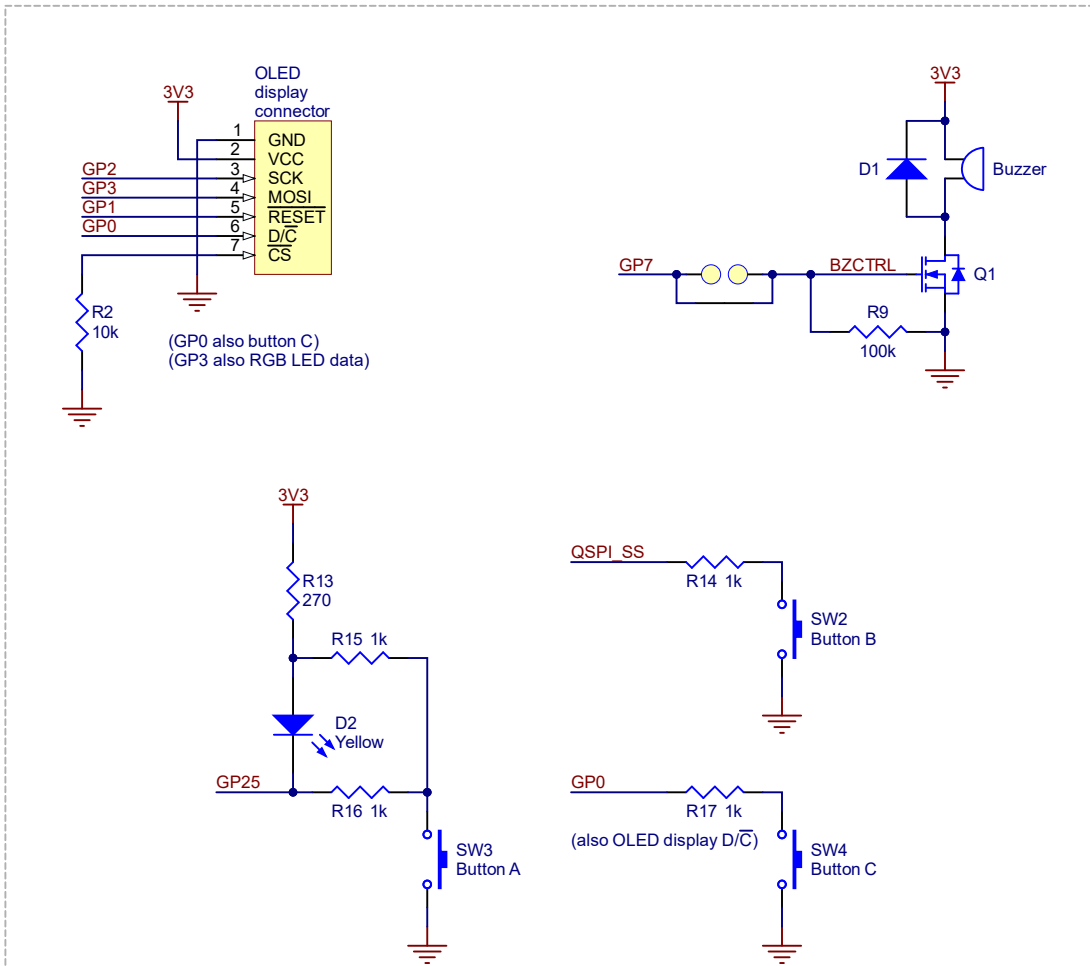 OLED
display
connector
3V3
1 GND
2 VCC
GP2 3 SCK
GP3 4 MOSI
GP1 5 R̅E̅S̅E̅T̅
GP0 6 D/C̅
7 C̅S̅
R2
10k
(GP0 also button C)
(GP3 also RGB LED data)
3V3
D1 Buzzer
GP7 BZCTRL Q1
R9
100k
3V3
R13
270
R15 1k
D2
Yellow
GP25
R16 1k
SW3
Button A
QSPI_SS
R14 1k
SW2
Button B
GP0
R17 1k
(also OLED display D/C̅)
SW4
Button C